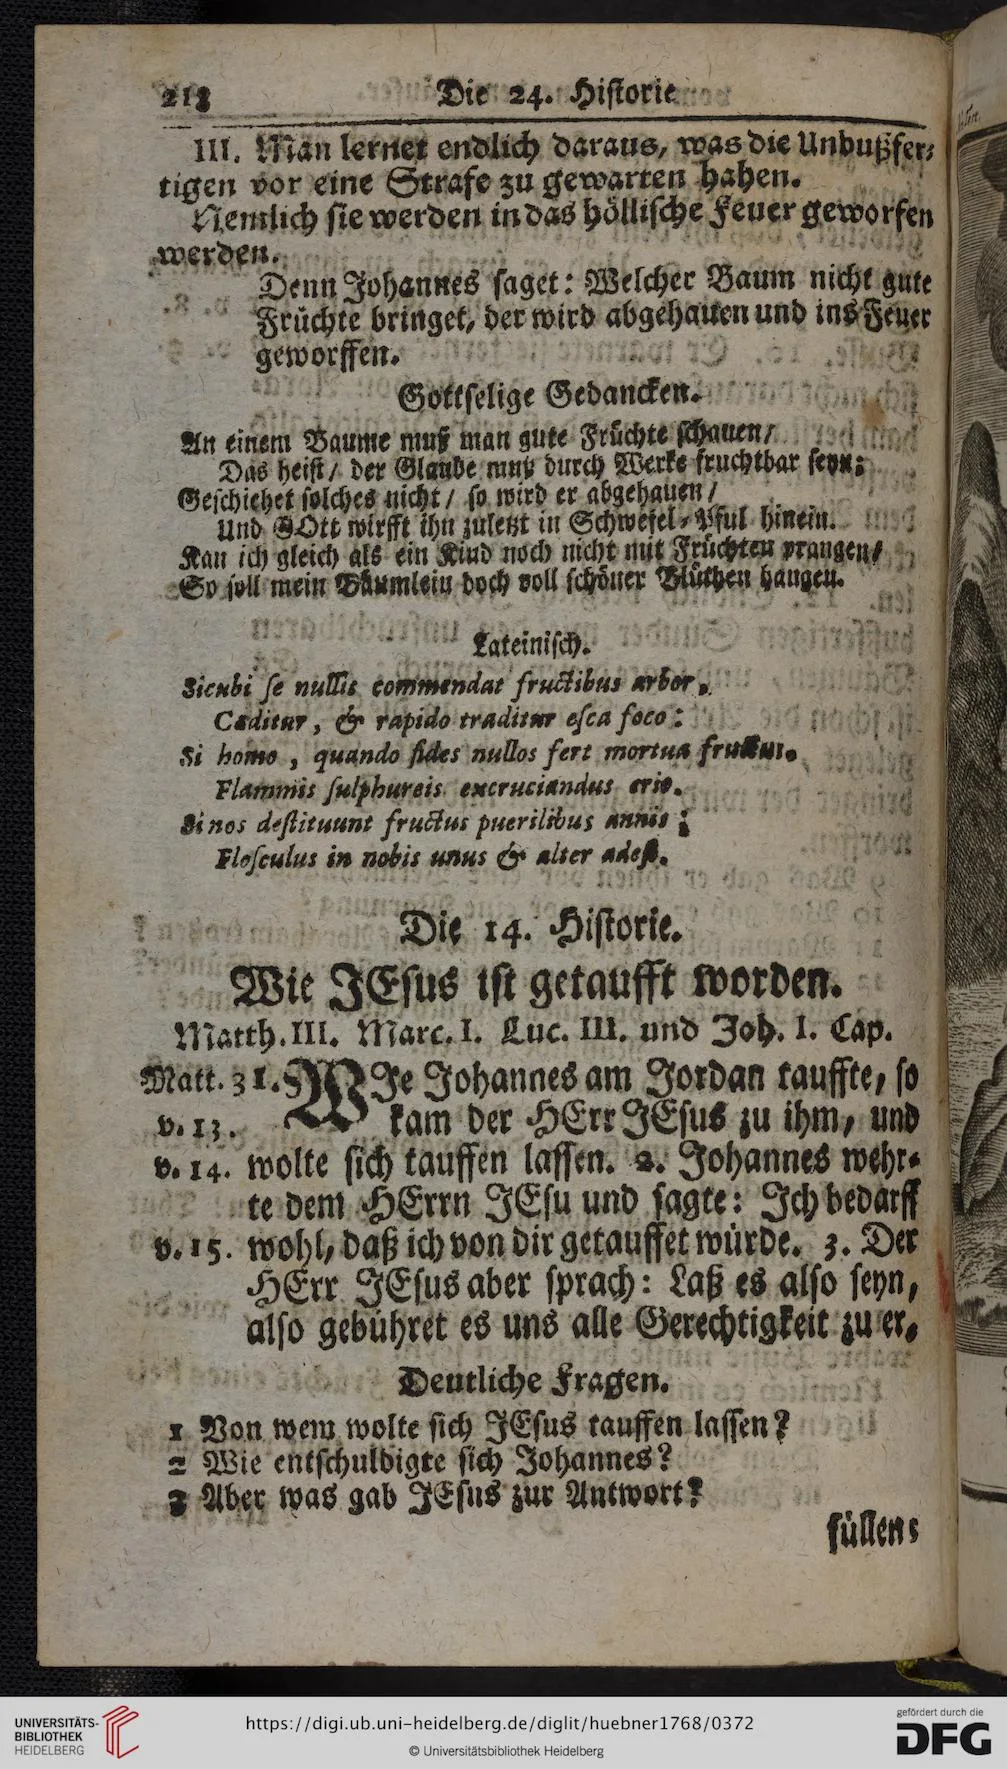 212 Die 24. Historie
III. Man lernet endlich daraus, was die Unbußfer-
tigen vor eine Strafe zu gewarten haben.
Nemlich sie werden in das höllische Feuer geworfen
werden.
Denn Johannes saget: Welcher Baum nicht gute
Früchte bringet, der wird abgehauen und ins Feuer
geworffen.
Gottselige Gedancken.
An einem Baume muß man gute Früchte schauen/
Das heist/ der Glaube muß durch Werke fruchtbar seyn:
Geschiehet solches nicht/ so wird er abgehauen/
Und GOtt wirfft ihn zuletzt in Schwefel-Pful hinein.
Kan ich gleich als ein Kind noch nicht mit Früchten prangen/
So soll mein Bäumlein doch voll schöner Blüthen hangen.
Lateinisch.
Sicubi se nullis commendat fructibus arbor,
Cæditur, & rapido traditur esca foco:
Si homo, quando fides nullos fert mortua fructus.
Flammis sulphureis excruciandus erit.
Si nos destituunt fructus puerilibus annis;
Flosculus in nobis unus & alter adest.
Die 14. Historie.
Wie JEsus ist getaufft worden.
Matth. III. Marc. I. Luc. III. und Joh. I. Cap.
Matt. 3 1. WJe Johannes am Jordan tauffte, so
v. 13. kam der HErr JEsus zu ihm, und
v. 14. wolte sich tauffen lassen. 2. Johannes wehr-
te dem HErrn JEsu und sagte: Ich bedarff
v. 15. wohl, daß ich von dir getauffet würde. 3. Der
HErr JEsus aber sprach: Laß es also seyn,
also gebühret es uns alle Gerechtigkeit zu er-
Deutliche Fragen.
1 Von wem wolte sich JEsus tauffen lassen?
2 Wie entschuldigte sich Johannes?
3 Aber was gab JEsus zur Antwort?
füllen:
UNIVERSITÄTS-
BIBLIOTHEK
HEIDELBERG
https://digi.ub.uni-heidelberg.de/diglit/huebner1768/0372
© Universitätsbibliothek Heidelberg
gefördert durch die
DFG